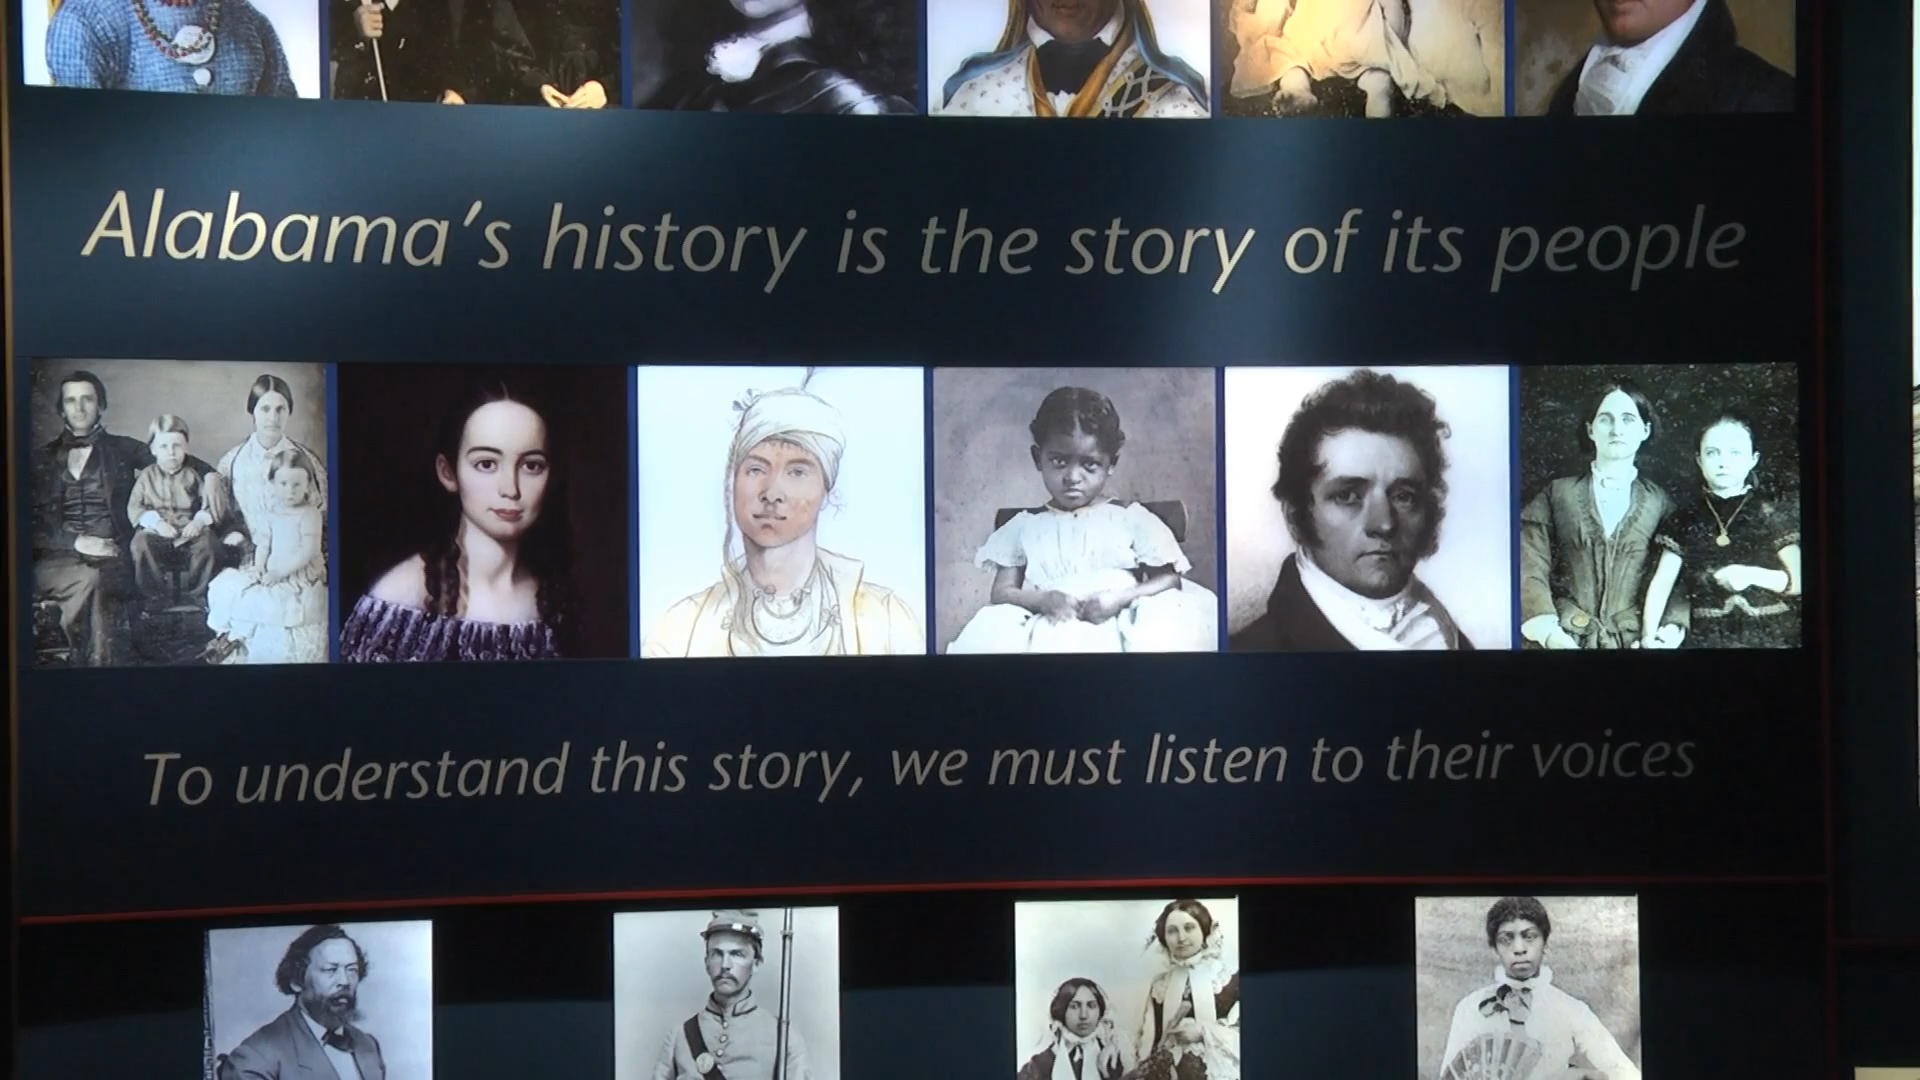 Alabama's history is the story of its people
To understand this story, we must listen to their voices